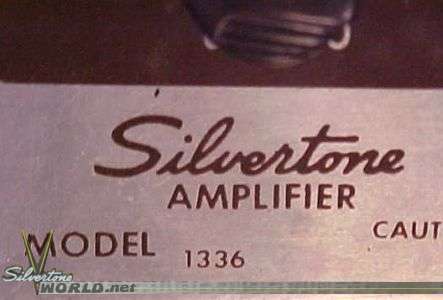 Silvertone
AMPLIFIER
CAUT
MODEL 1336
Silvertone
WORLD.net